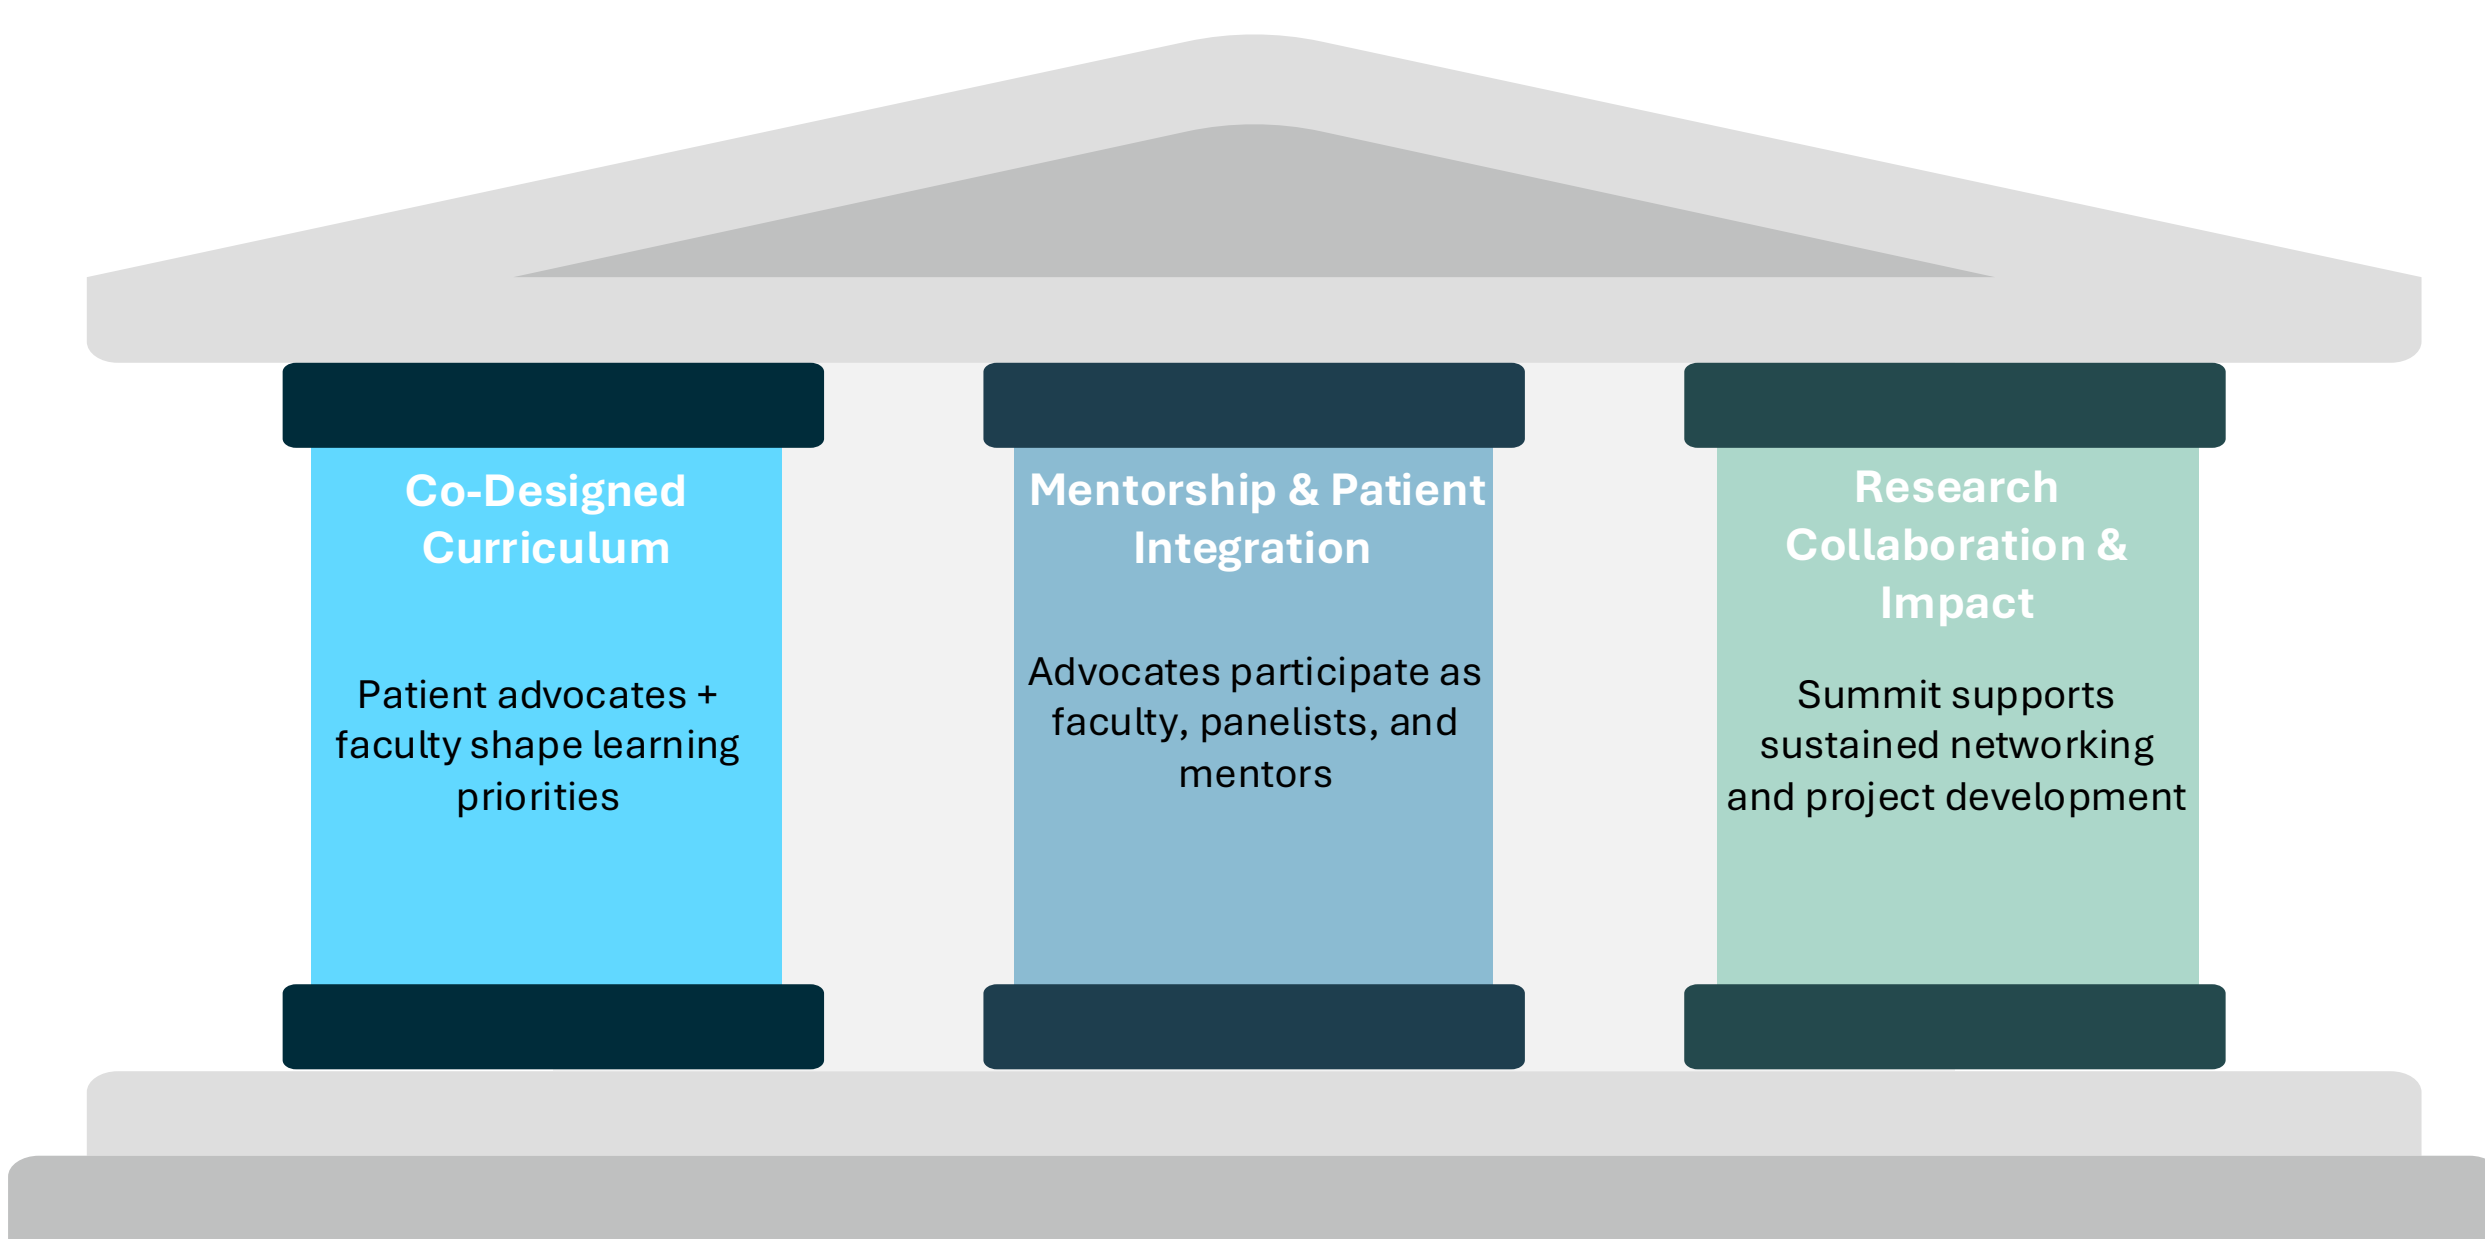 Co-Designed
Curriculum
Patient advocates +
faculty shape learning
priorities
Mentorship & Patient
Integration
Advocates participate as
faculty, panelists, and
mentors
Research
Collaboration &
Impact
Summit supports
sustained networking
and project development